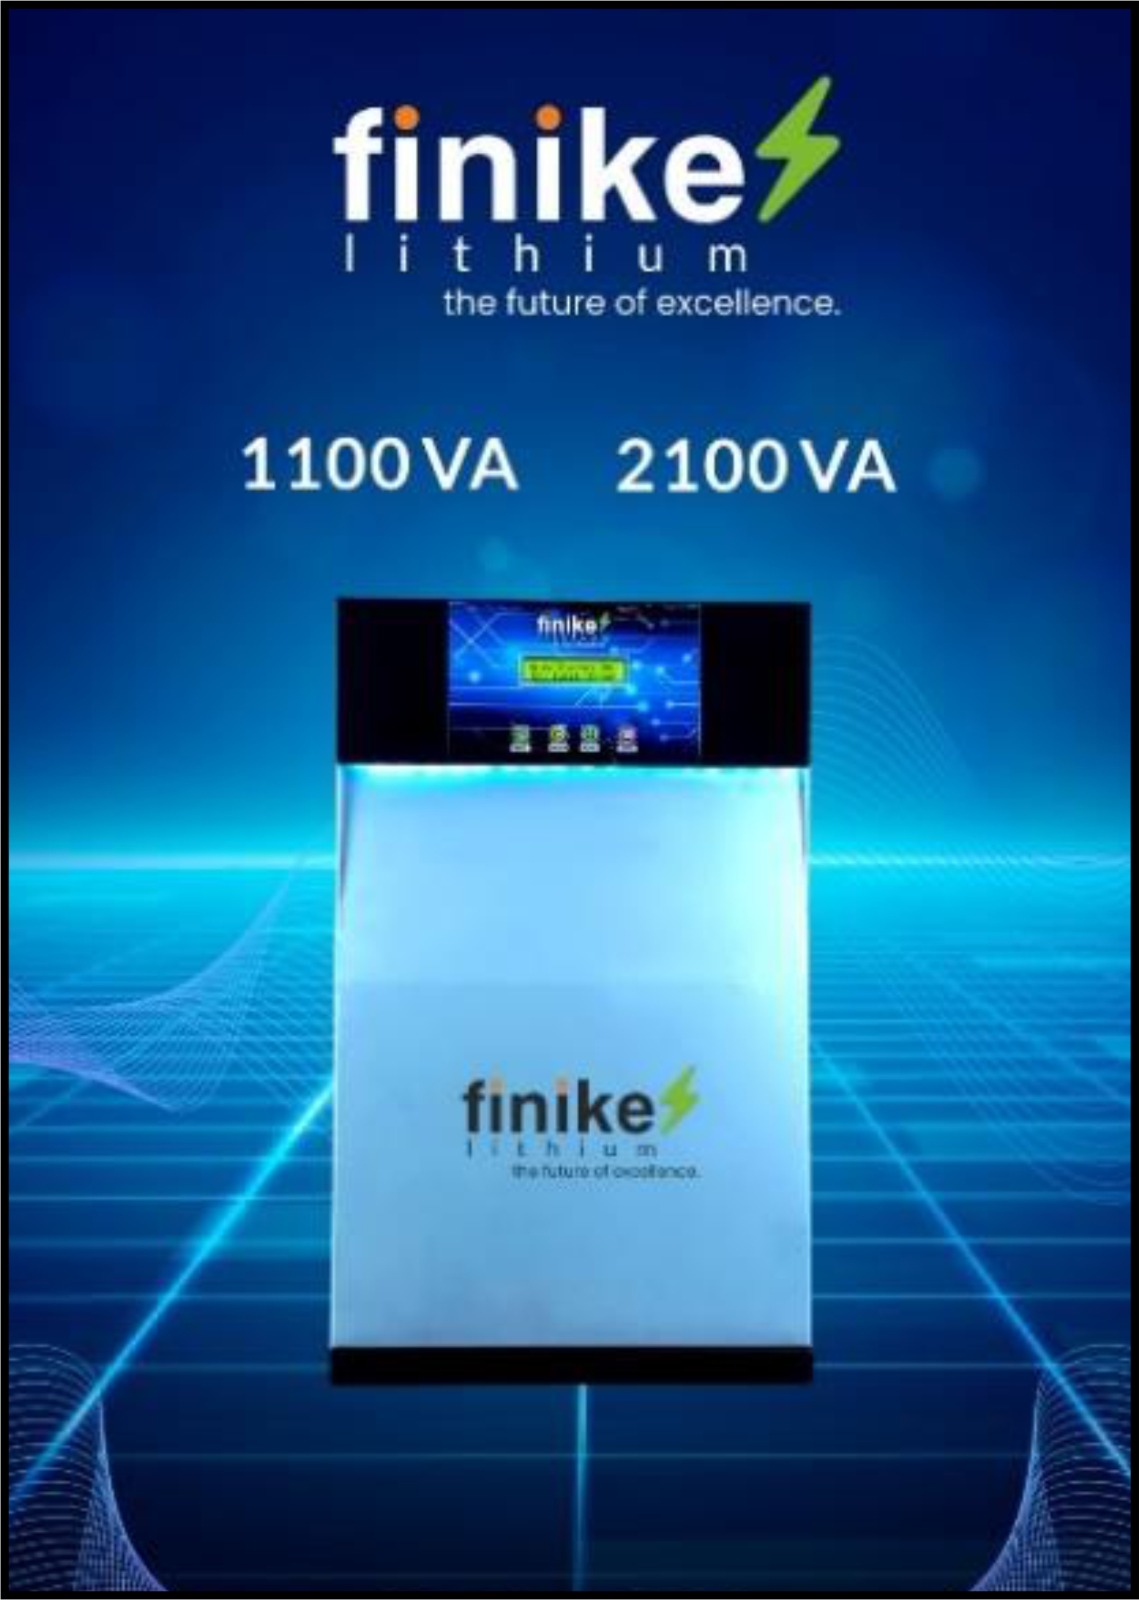 finike
lithium
the future of excellence.
1100 VA 2100 VA
finike
finike
lithium
the future of excellence.